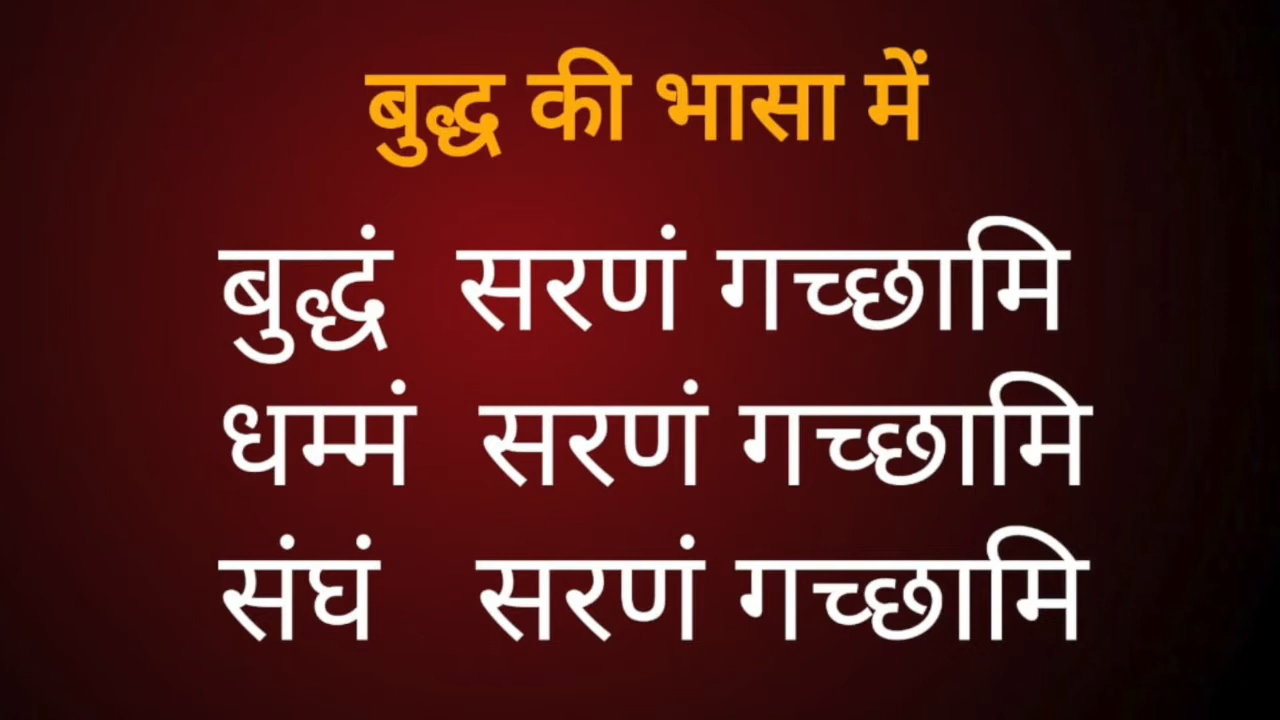 बुद्ध की भासा में
बुद्धं सरणं गच्छामि
धम्मं सरणं गच्छामि
संघं सरणं गच्छामि